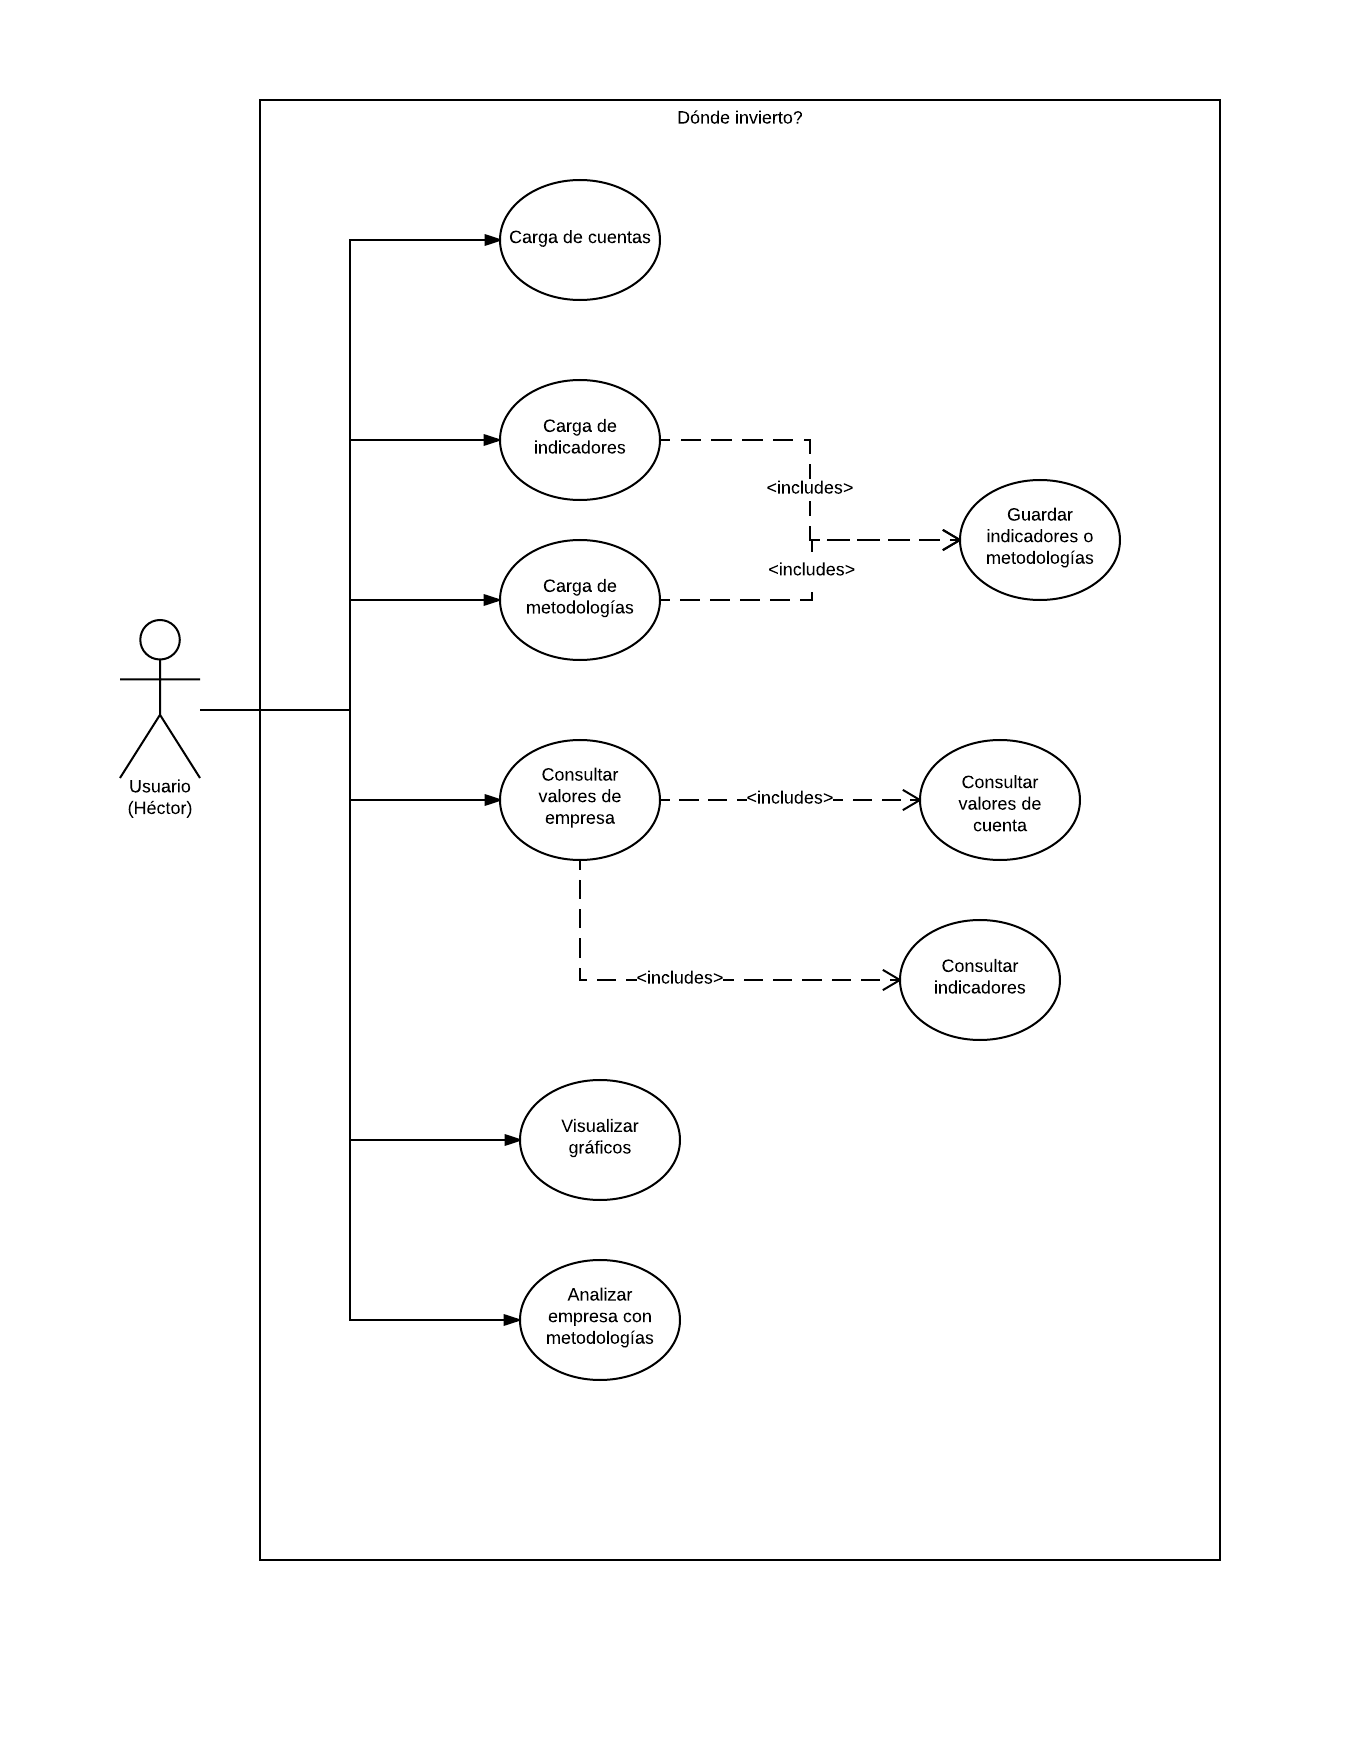 Dónde invierto?
Carga de cuentas
Carga de
indicadores
<includes>
Guardar
indicadores o
metodologías
<includes>
Carga de
metodologías
Usuario
(Héctor)
Consultar
valores de
empresa
<includes>
Consultar
valores de
cuenta
<includes>
Consultar
indicadores
Visualizar
gráficos
Analizar
empresa con
metodologías